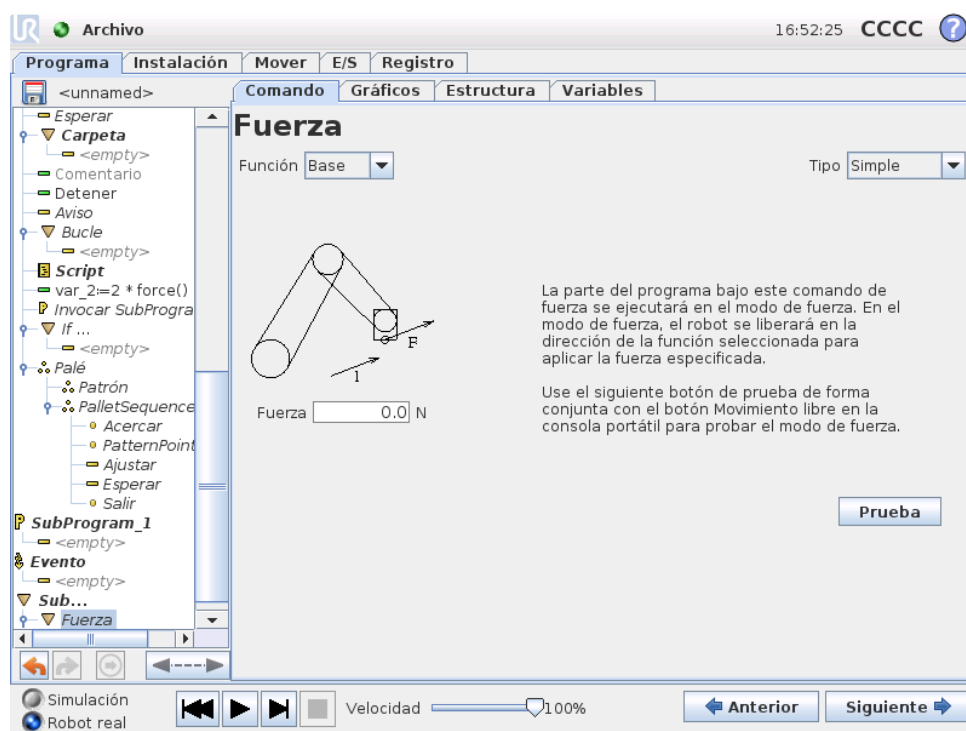 UR Archivo 16:52:25 CCCC ?
Programa Instalación Mover E/S Registro
<unnamed>
Comando Gráficos Estructura Variables
Esperar
Carpeta
<empty>
Comentario
Detener
Aviso
Bucle
<empty>
Script
var_2:=2 * force()
Invocar SubProgra
If ...
<empty>
Palé
Patrón
PalletSequence
Acercar
PatternPoint
Ajustar
Esperar
Salir
SubProgram_1
<empty>
Evento
<empty>
Sub...
Fuerza
Fuerza
Función Base Tipo Simple
F
1
Fuerza 0.0 N
La parte del programa bajo este comando de
fuerza se ejecutará en el modo de fuerza. En el
modo de fuerza, el robot se liberará en la
dirección de la función seleccionada para
aplicar la fuerza especificada.
Use el siguiente botón de prueba de forma
conjunta con el botón Movimiento libre en la
consola portátil para probar el modo de fuerza.
Prueba
Simulación
Robot real
Velocidad 100%
Anterior Siguiente